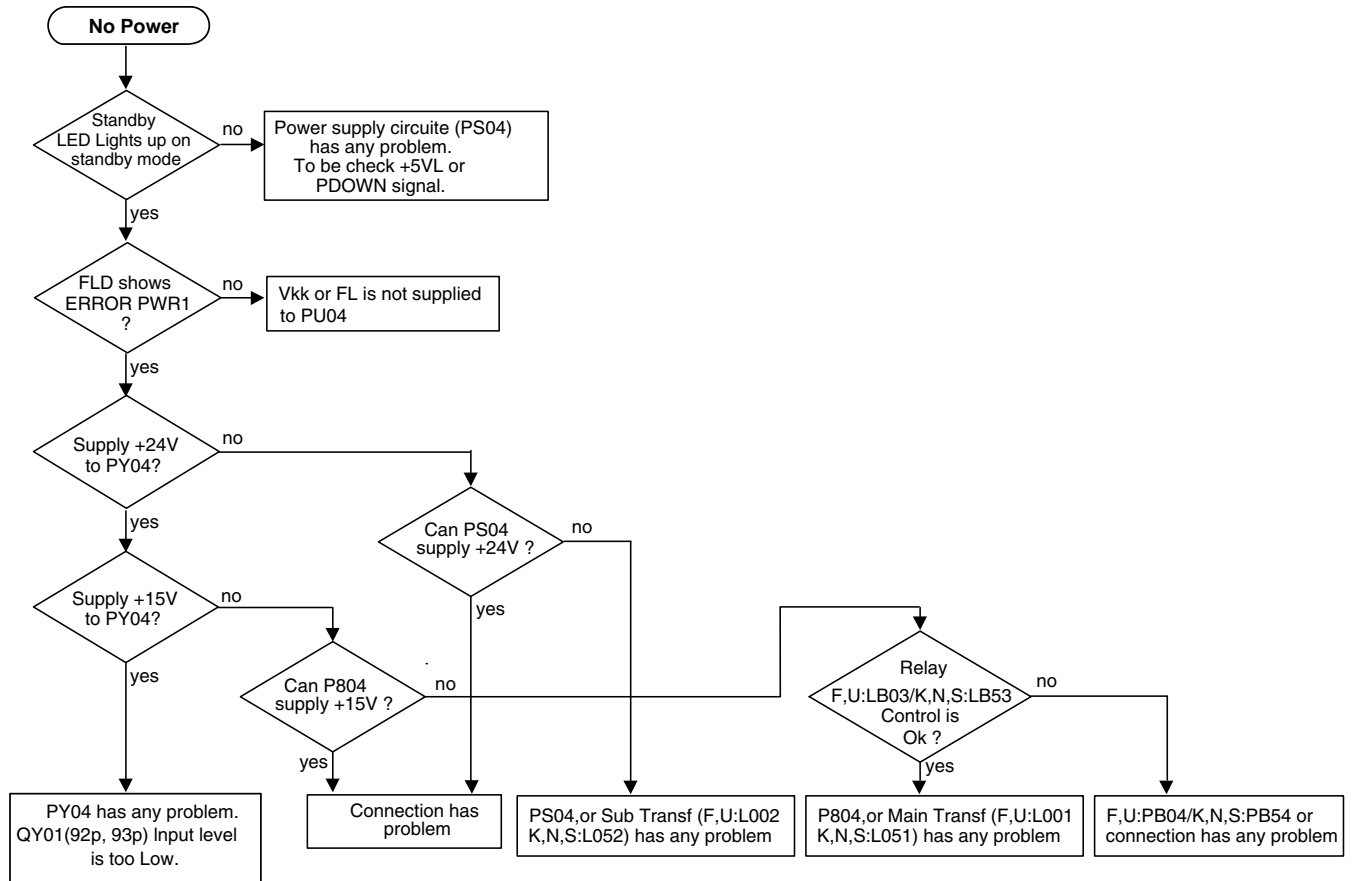 No Power
Standby
LED Lights up on
standby mode
no
Power supply circuite (PS04)
has any problem.
To be check +5VL or
PDOWN signal.
yes
FLD shows
ERROR PWR1
?
no
Vkk or FL is not supplied
to PU04
yes
Supply +24V
to PY04?
no
yes
Can PS04
supply +24V ?
no
yes
Supply +15V
to PY04?
no
yes
Can P804
supply +15V ?
no
yes
Relay
F,U:LB03/K,N,S:LB53
Control is
Ok ?
no
yes
PY04 has any problem.
QY01(92p, 93p) Input level
is too Low.
Connection has
problem
PS04,or Sub Transf (F,U:L002
K,N,S:L052) has any problem
P804,or Main Transf (F,U:L001
K,N,S:L051) has any problem
F,U:PB04/K,N,S:PB54 or
connection has any problem